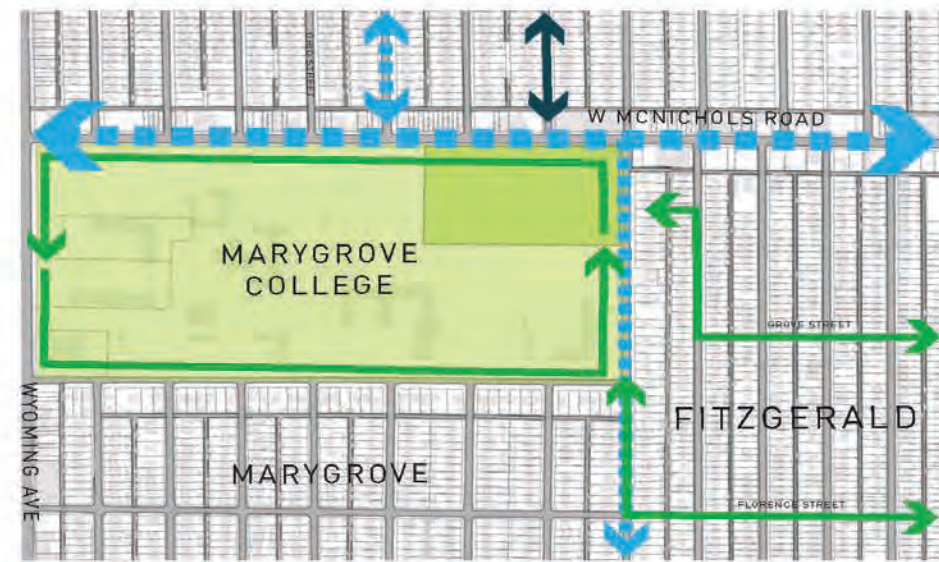 W MCNICHOLS ROAD
MARYGROVE
COLLEGE
GROVE STREET
WYOMING AVE
FITZGERALD
MARYGROVE
FLORENCE STREET